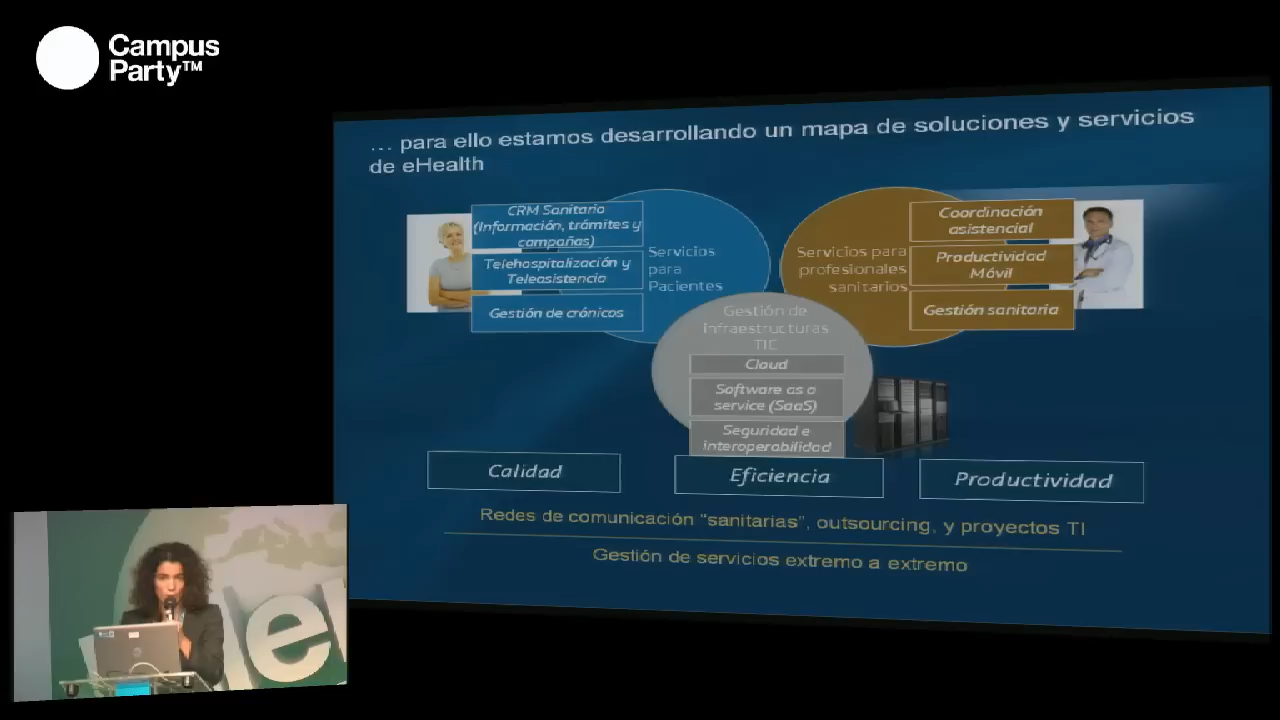 Campus
Party™
... para ello estamos desarrollando un mapa de soluciones y servicios
de eHealth
CRM Sanitario
(Información, trámites y
campañas)
Telehospitalización y
Teleasistencia
Gestión de crónicos
Servicios
para
Pacientes
Servicios para
profesionales
sanitarios
Coordinación
asistencial
Productividad
Móvil
Gestión sanitaria
Gestión de
infraestructuras
TIC
Cloud
Software as a
service (SaaS)
Seguridad e
interoperabilidad
Calidad
Eficiencia
Productividad
Redes de comunicación “sanitarias”, outsourcing, y proyectos TI
Gestión de servicios extremo a extremo